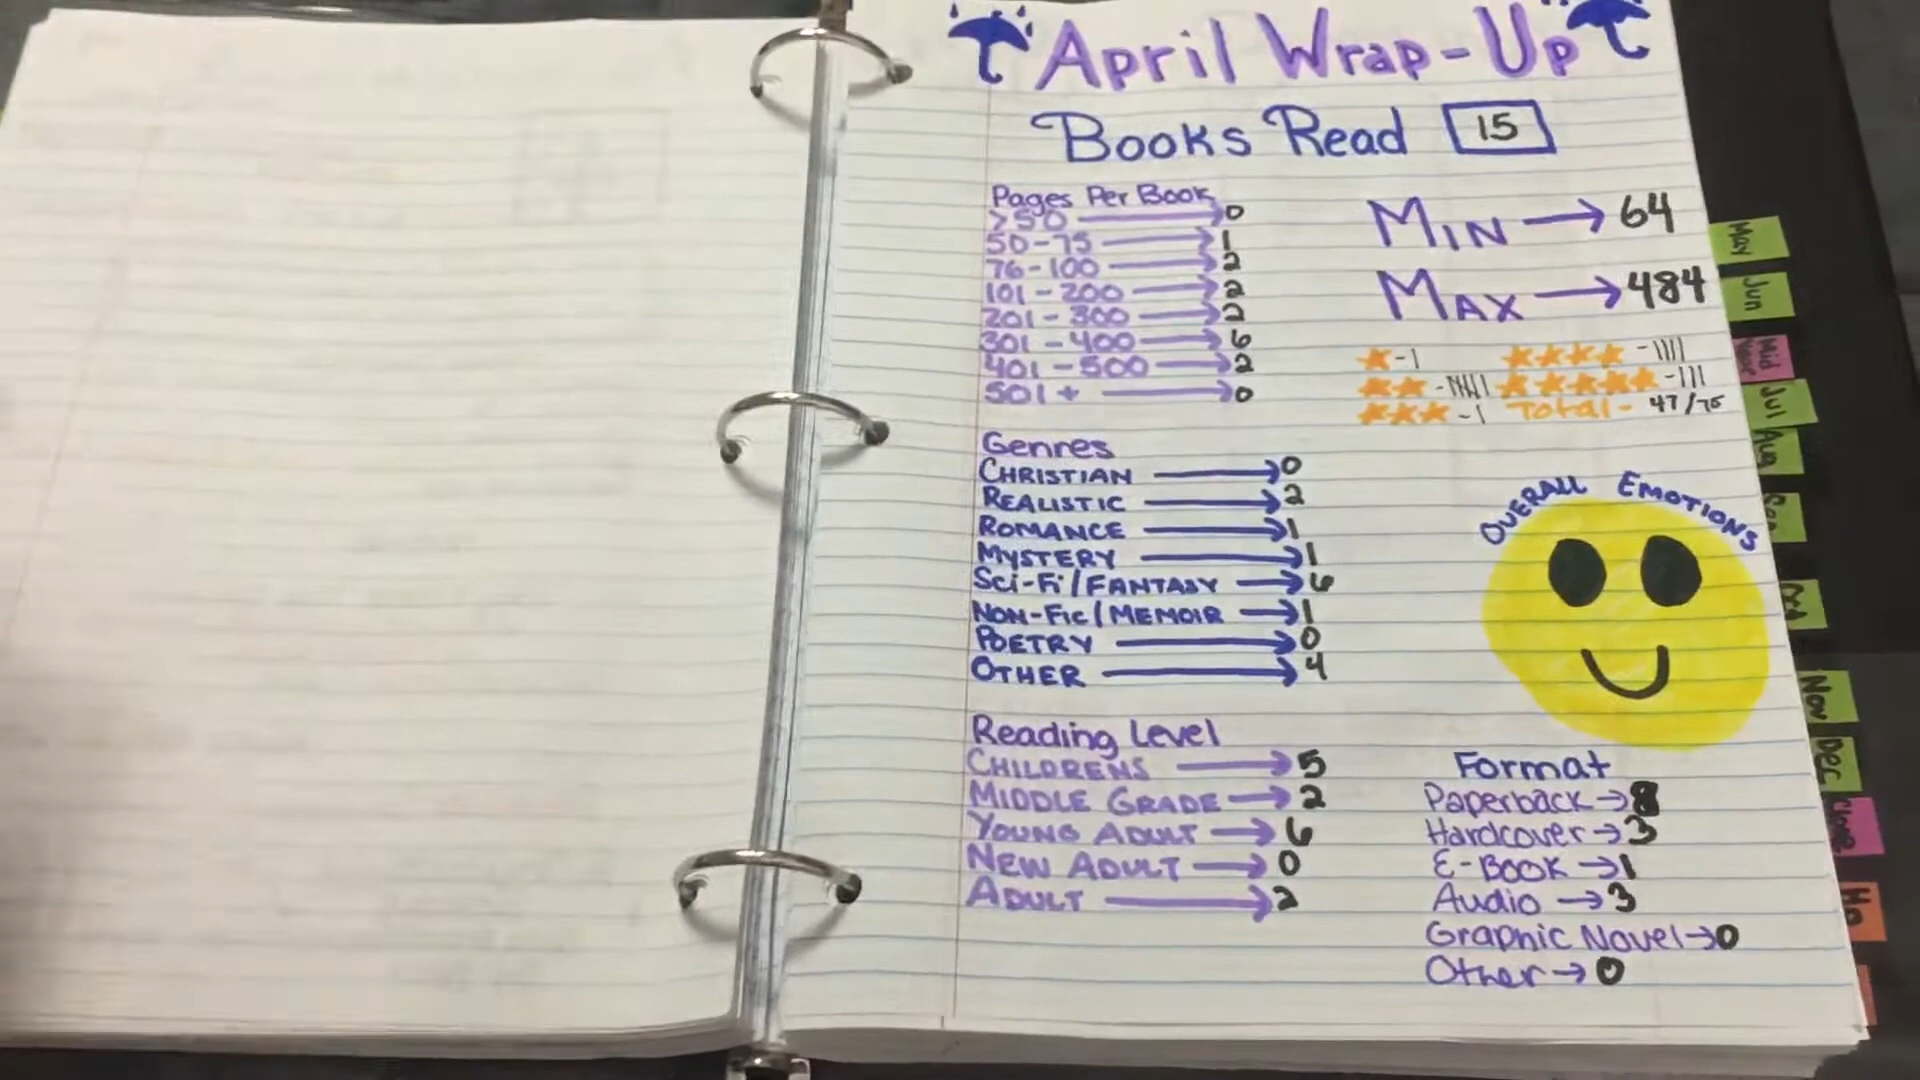 April Wrap-Up
Books Read 15
Pages Per Book
>50 → 0
50-75 → 1
76-100 → 2
101-200 → 2
201-300 → 2
301-400 → 6
401-500 → 2
501+ → 0
MIN → 64
MAX → 484
★ - |
★★ - |||||
★★★ - |
★★★★ - ||||
★★★★★ - |||
Total - 47/75
Genres
CHRISTIAN → 0
REALISTIC → 2
ROMANCE → 1
MYSTERY → 1
Sci-Fi/FANTASY → 6
NON-Fic/MEMOIR → 1
POETRY → 0
OTHER → 4
OVERALL EMOTIONS
Reading Level
CHILDRENS → 5
MIDDLE GRADE → 2
YOUNG ADULT → 6
NEW ADULT → 0
ADULT → 2
Format
Paperback → 8
Hardcover → 3
E-BOOK → 1
Audio → 3
Graphic Novel → 0
Other → 0
May
Jun
Mid
Jul
Aug
Sep
Oct
Nov
Dec